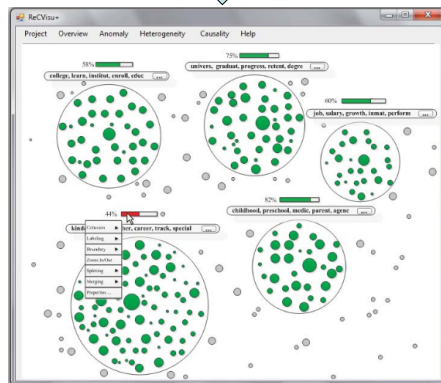 ReCVisu+
Project Overview Anomaly Heterogeneity Causality Help
58%
college, learn, institut, enroll, educ ...
75%
univers, graduat, progress, retent, degre ...
60%
job, salary, growth, inmat, perform ...
44%
kind er, career, track, special ...
82%
childhood, preschool, medic, parent, agenc ...
Cohesion
Labeling
Boundary
Zoom In/Out
Spliting
Merging
Properties ...